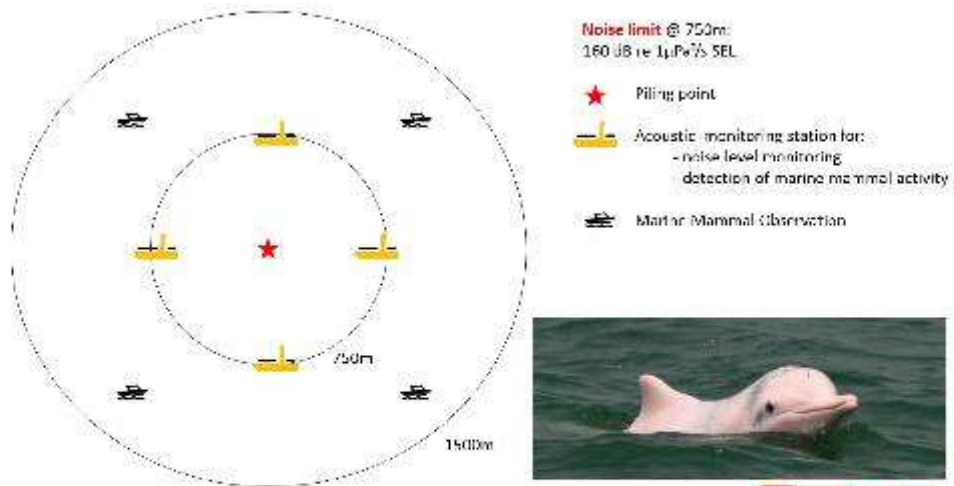 Noise limit @ 750m:
160 dB re 1µPa²s SEL
Piling point
Acoustic monitoring station for:
- noise level monitoring
- detection of marine mammal activity
Marine Mammal Observation
750m
1500m